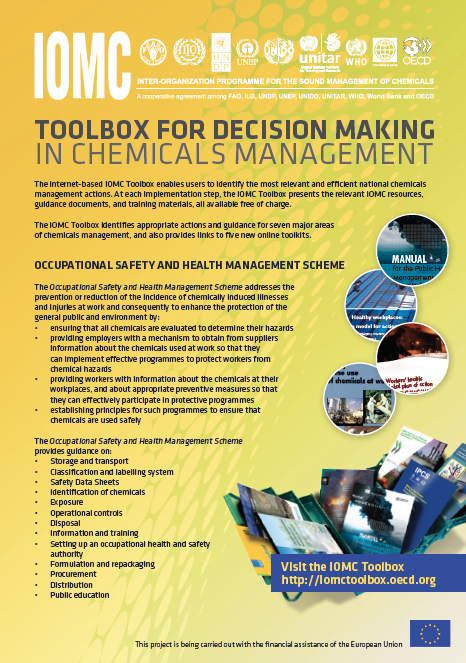 IOMC
UNEP
unitar
WHO
OECD
INTER-ORGANIZATION PROGRAMME FOR THE SOUND MANAGEMENT OF CHEMICALS
A cooperative agreement among FAO, ILO, UNDP, UNEP, UNIDO, UNITAR, WHO, World Bank and OECD
TOOLBOX FOR DECISION MAKING
IN CHEMICALS MANAGEMENT
The internet-based IOMC Toolbox enables users to identify the most relevant and efficient national chemicals
management actions. At each implementation step, the IOMC Toolbox presents the relevant IOMC resources,
guidance documents, and training materials, all available free of charge.
The IOMC Toolbox identifies appropriate actions and guidance for seven major areas
of chemicals management, and also provides links to five new online toolkits.
OCCUPATIONAL SAFETY AND HEALTH MANAGEMENT SCHEME
The Occupational Safety and Health Management Scheme addresses the
prevention or reduction of the incidence of chemically induced illnesses
and injuries at work and consequently to enhance the protection of the
general public and environment by:
• ensuring that all chemicals are evaluated to determine their hazards
• providing employers with a mechanism to obtain from suppliers
information about the chemicals used at work so that they
can implement effective programmes to protect workers from
chemical hazards
• providing workers with information about the chemicals at their
workplaces, and about appropriate preventive measures so that
they can effectively participate in protective programmes
• establishing principles for such programmes to ensure that
chemicals are used safely
The Occupational Safety and Health Management Scheme
provides guidance on:
• Storage and transport
• Classification and labelling system
• Safety Data Sheets
• Identification of chemicals
• Exposure
• Operational controls
• Disposal
• Information and training
• Setting up an occupational health and safety
authority
• Formulation and repackaging
• Procurement
• Distribution
• Public education
MANUAL
for the Public H
Management
Healthy workplaces:
a model for action
Workers' health:
global plan of action
the use
of chemicals at work
IPCS
Visit the IOMC Toolbox
http://iomctoolbox.oecd.org
This project is being carried out with the financial assistance of the European Union